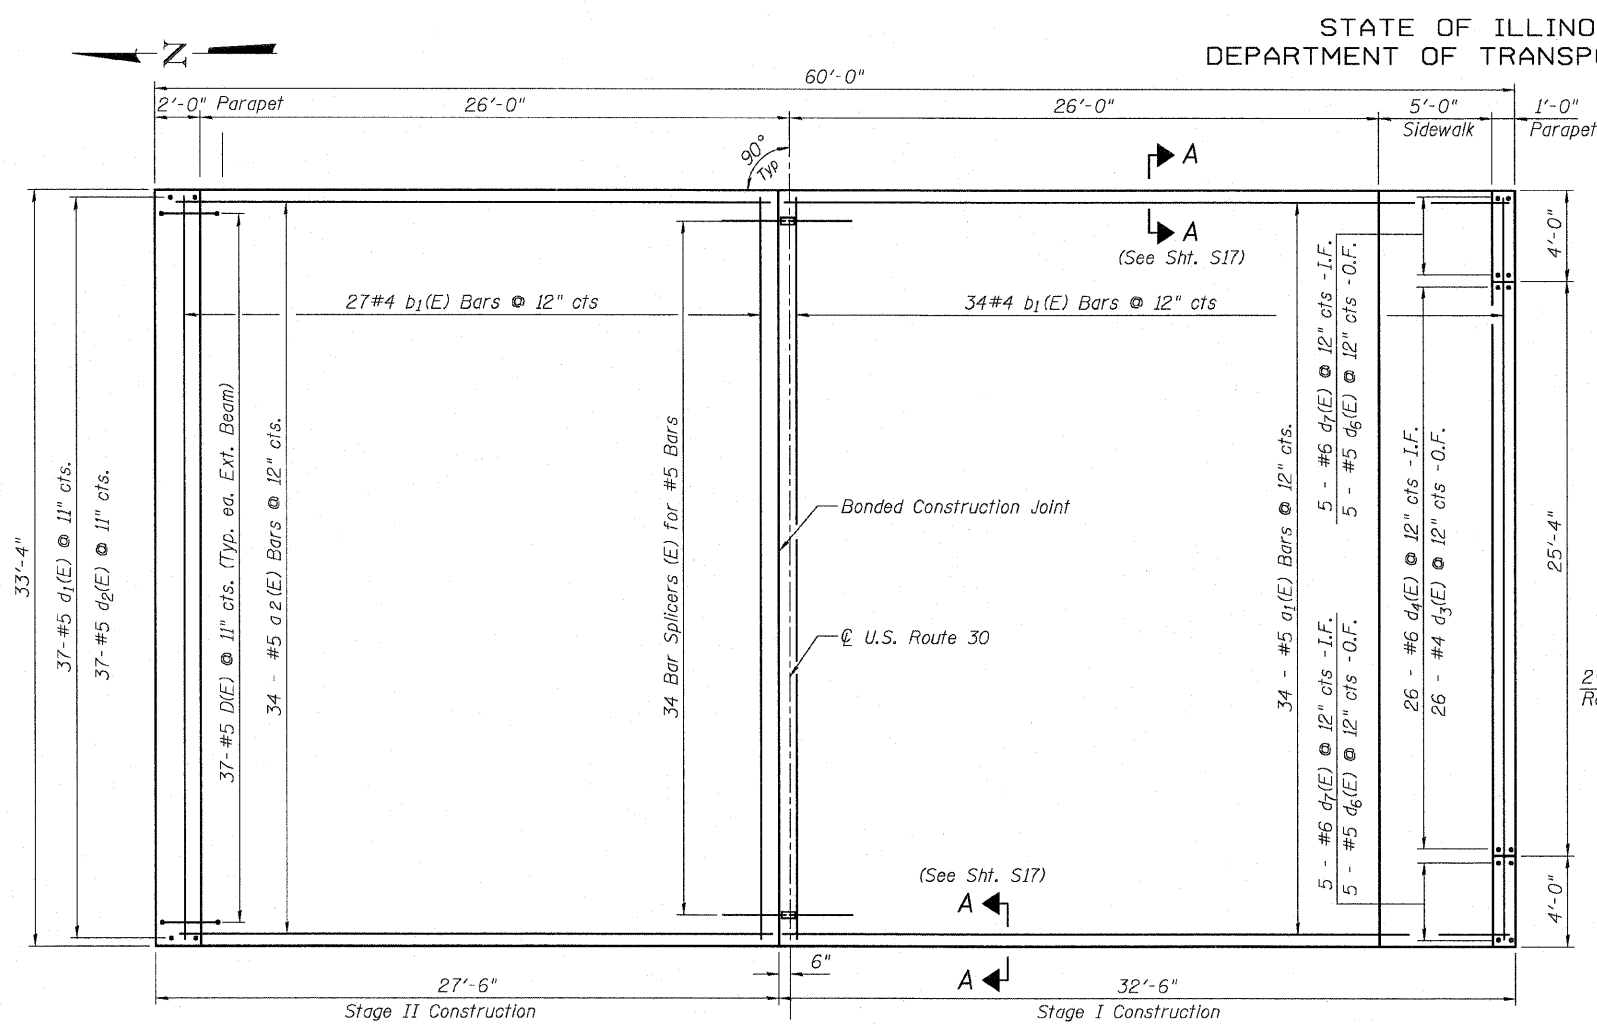 STATE OF ILLINO
DEPARTMENT OF TRANSPO
N
60'-0"
2'-0" Parapet
26'-0"
26'-0"
5'-0"
Sidewalk
1'-0"
Parapet
90°
Typ
A
A
(See Sht. S17)
27#4 b1(E) Bars @ 12" cts
34#4 b1(E) Bars @ 12" cts
33'-4"
37-#5 d1(E) @ 11" cts.
37-#5 d2(E) @ 11" cts.
37-#5 D(E) @ 11" cts. (Typ. ea. Ext. Beam)
34 - #5 a2(E) Bars @ 12" cts.
34 Bar Splicers (E) for #5 Bars
Bonded Construction Joint
℄ U.S. Route 30
34 - #5 a1(E) Bars @ 12" cts.
5 - #6 d7(E) @ 12" cts -I.F.
5 - #5 d6(E) @ 12" cts -O.F.
5 - #6 d7(E) @ 12" cts -I.F.
5 - #5 d6(E) @ 12" cts -O.F.
26 - #6 d4(E) @ 12" cts -I.F.
26 - #4 d3(E) @ 12" cts -O.F.
4'-0"
25'-4"
4'-0"
(See Sht. S17)
A
A
6"
27'-6"
Stage II Construction
32'-6"
Stage I Construction